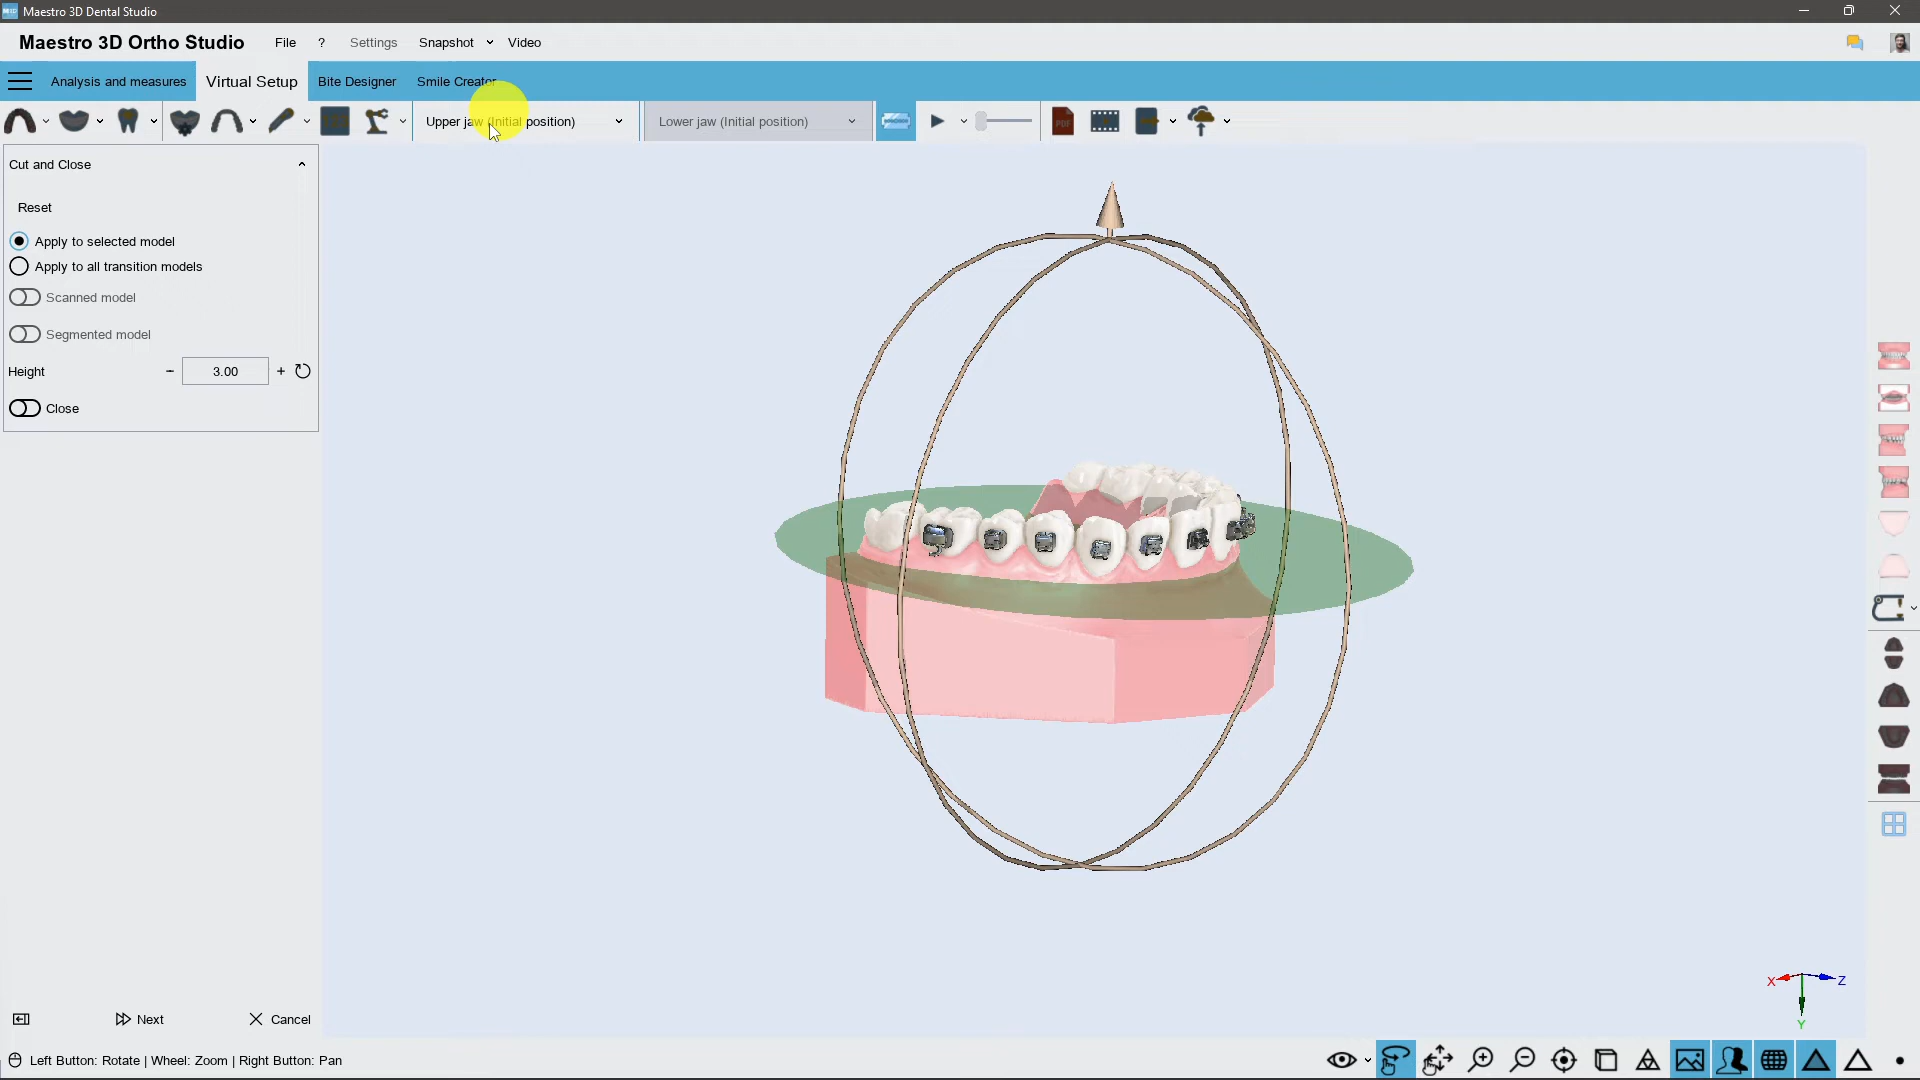 Maestro 3D Dental Studio
Maestro 3D Ortho Studio
File ? Settings Snapshot Video
Analysis and measures Virtual Setup Bite Designer Smile Creator
Upper jaw (Initial position) Lower jaw (Initial position)
PDF
Cut and Close
Reset
Apply to selected model
Apply to all transition models
Scanned model
Segmented model
Height - 3.00 +
Close
X Z
Y
Next Cancel
Left Button: Rotate | Wheel: Zoom | Right Button: Pan